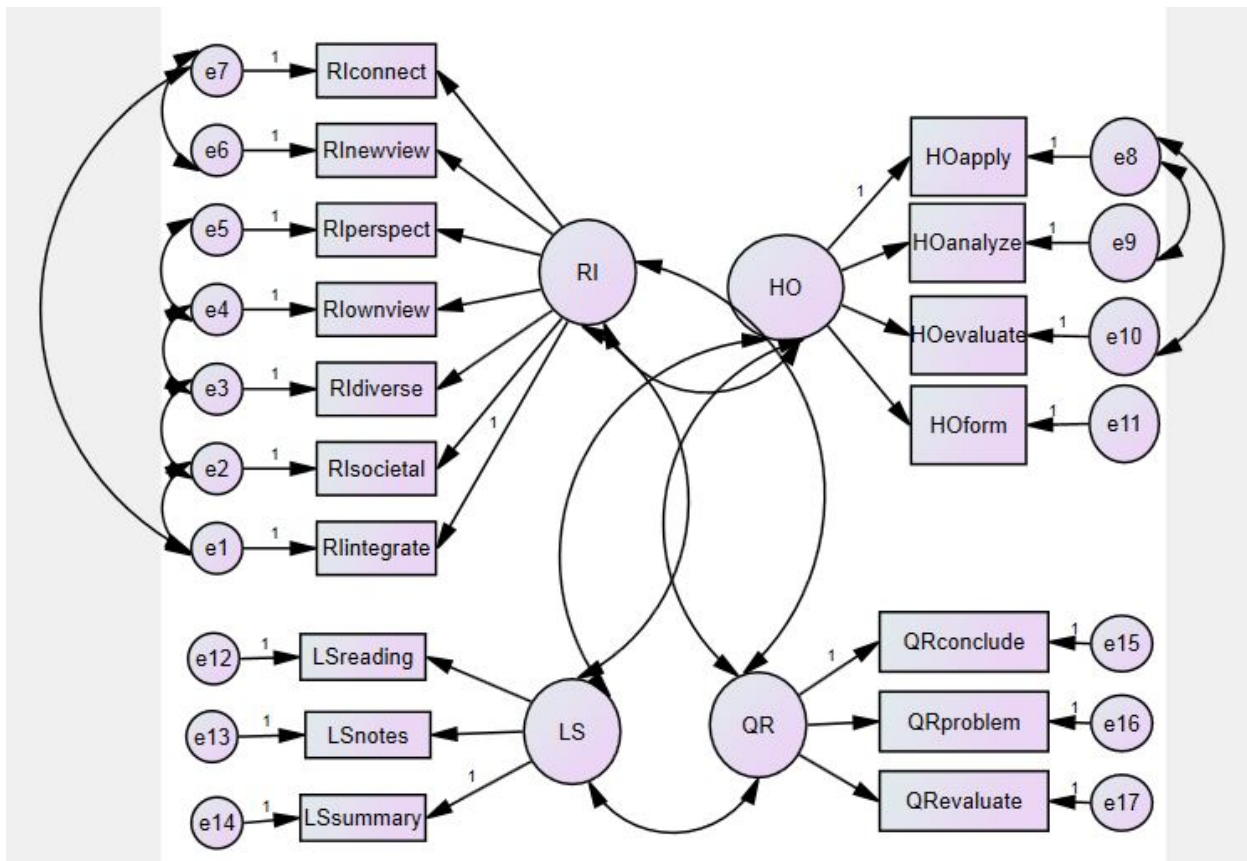 e7
1
RIconnect
e6
1
RInewview
e5
1
RIperspect
e4
1
RIownview
e3
1
RIdiverse
e2
1
RIsocietal
e1
1
RIintegrate
1
RI
HO
1
HOapply
1
e8
HOanalyze
1
e9
HOevaluate
1
e10
HOform
1
e11
e12
1
LSreading
e13
1
LSnotes
e14
1
LSsummary
1
LS
QR
1
QRconclude
1
e15
QRproblem
1
e16
QRevaluate
1
e17